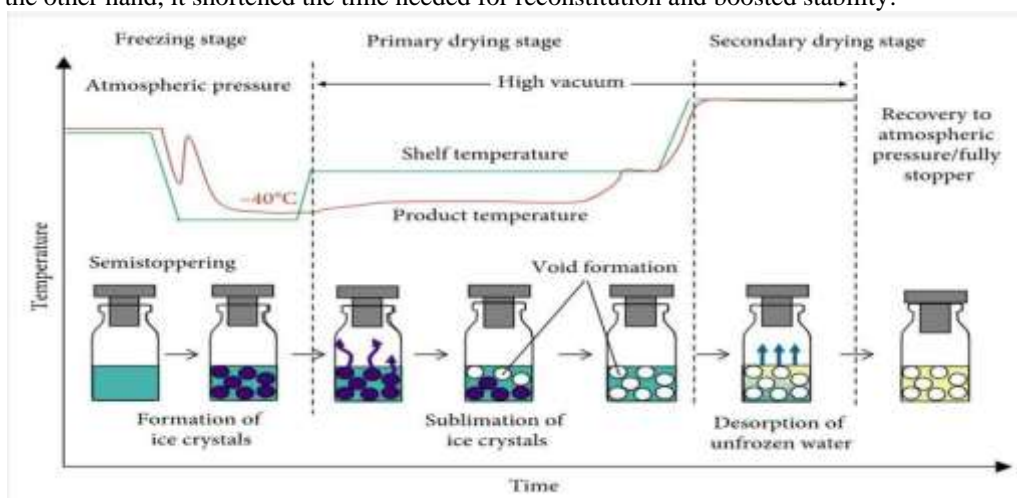 the other hand, it shortened the time needed for reconstitution and boosted stability.
Freezing stage
Primary drying stage
Secondary drying stage
Atmospheric pressure
High vacuum
Recovery to
atmospheric
pressure/fully
stopper
Shelf temperature
−40°C
Product temperature
Temperature
Semistoppering
Void formation
Formation of
ice crystals
Sublimation of
ice crystals
Desorption of
unfrozen water
Time